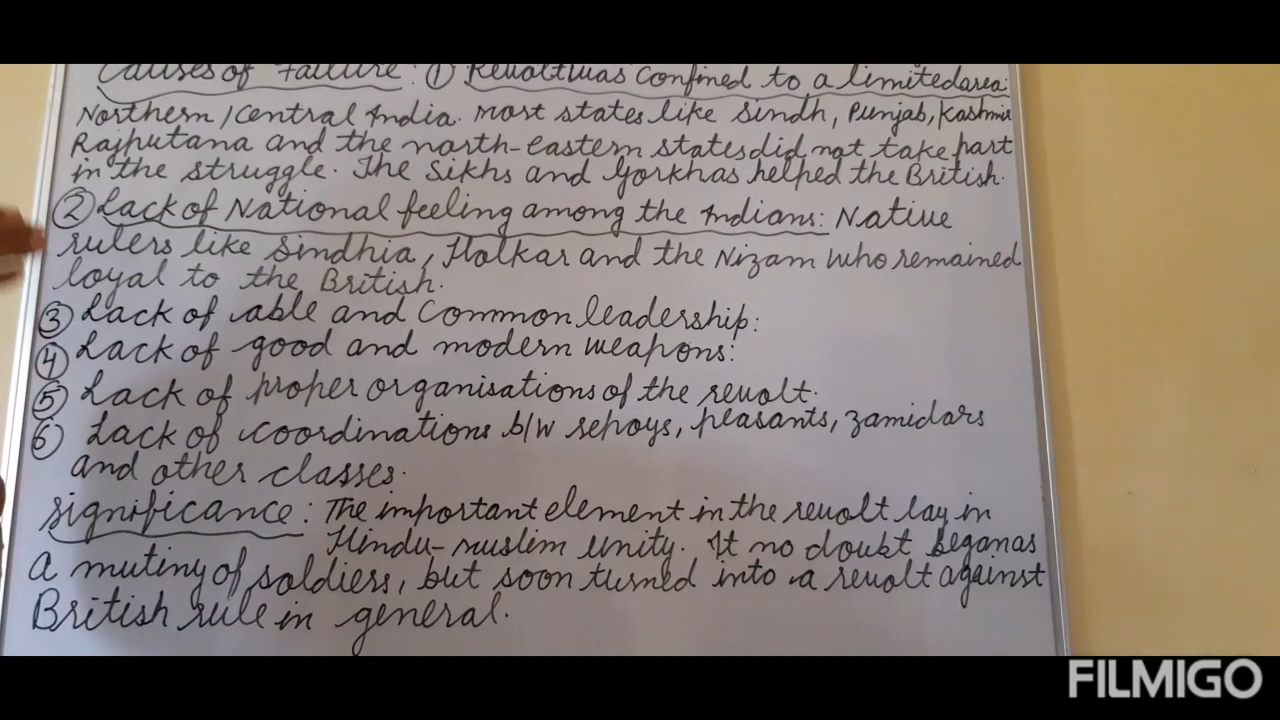 Causes of Failure: ① Revolt was confined to a limited area:
Northern/Central India. Most states like Sindh, Punjab, Kashmir
Rajputana and the north-eastern states did not take part
in the struggle. The Sikhs and Gorkhas helped the British.
② Lack of National feeling among the Indians: Native
rulers like Sindhia, Holkar and the Nizam who remained
loyal to the British.
③ Lack of able and Common leadership:
④ Lack of good and modern weapons:
⑤ Lack of proper organisations of the revolt.
⑥ Lack of coordinations b/w sepoys, peasants, zamidars
and other classes.
Significance: The important element in the revolt lay in
Hindu-muslim unity. It no doubt began as
a mutiny of soldiers, but soon turned into a revolt against
British rule in general.
FILMIGO